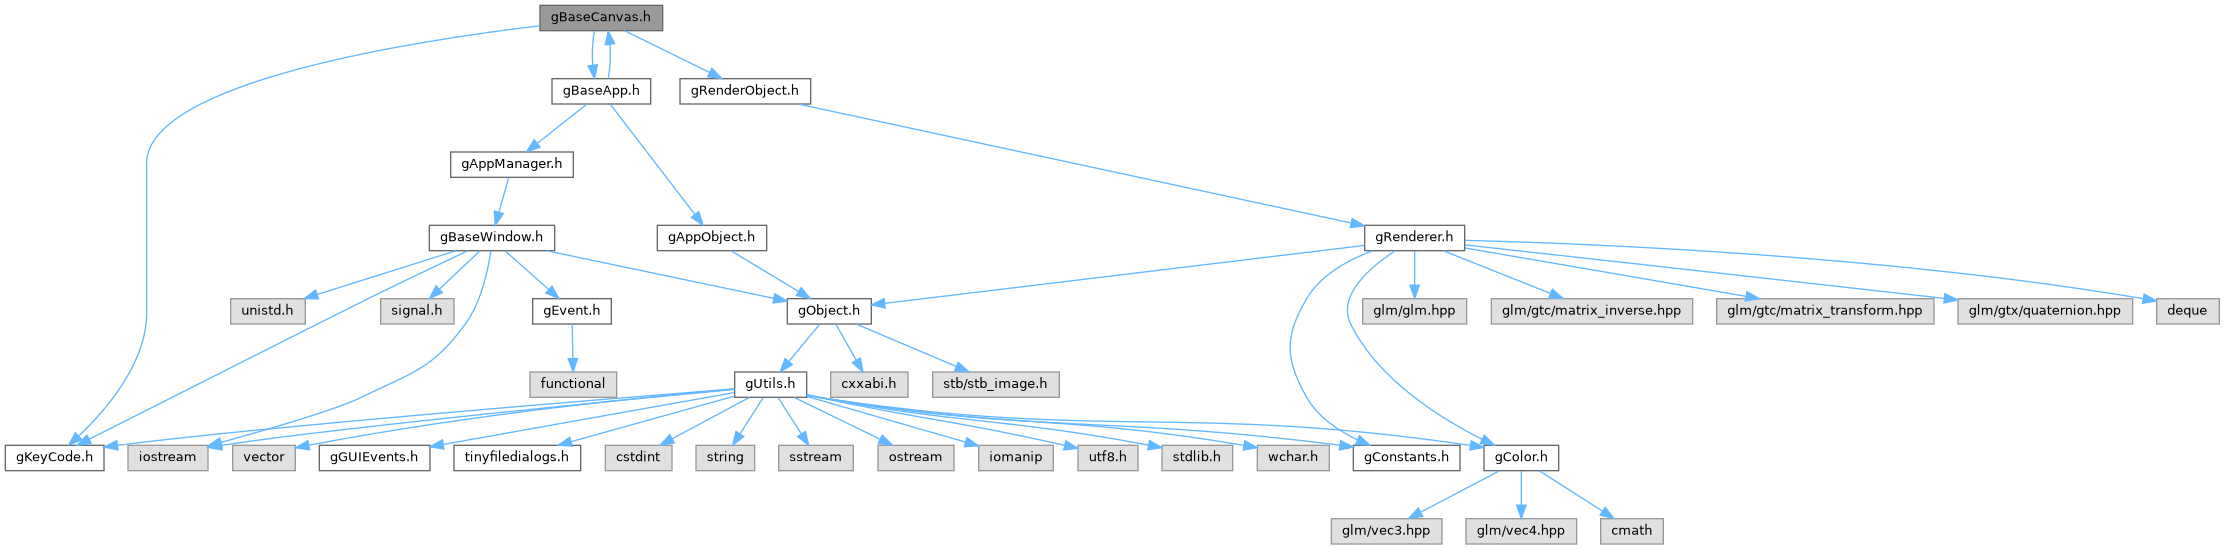 gBaseCanvas.h
gBaseApp.h
gRenderObject.h
gAppManager.h
gBaseWindow.h
gAppObject.h
gRenderer.h
unistd.h
signal.h
gEvent.h
gObject.h
glm/glm.hpp
glm/gtc/matrix_inverse.hpp
glm/gtc/matrix_transform.hpp
glm/gtx/quaternion.hpp
deque
functional
gUtils.h
cxxabi.h
stb/stb_image.h
gKeyCode.h
iostream
vector
gGUIEvents.h
tinyfiledialogs.h
cstdint
string
sstream
ostream
iomanip
utf8.h
stdlib.h
wchar.h
gConstants.h
gColor.h
glm/vec3.hpp
glm/vec4.hpp
cmath